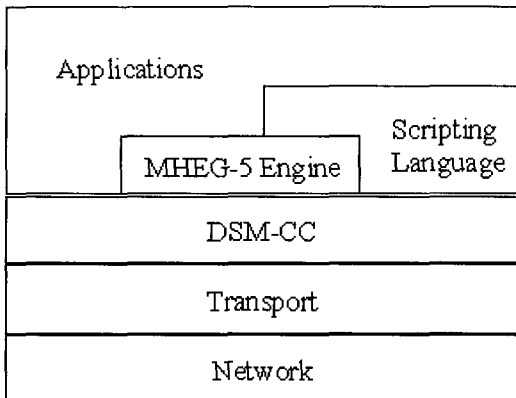 Applications
Scripting
Language
MHEG-5 Engine
DSM-CC
Transport
Network